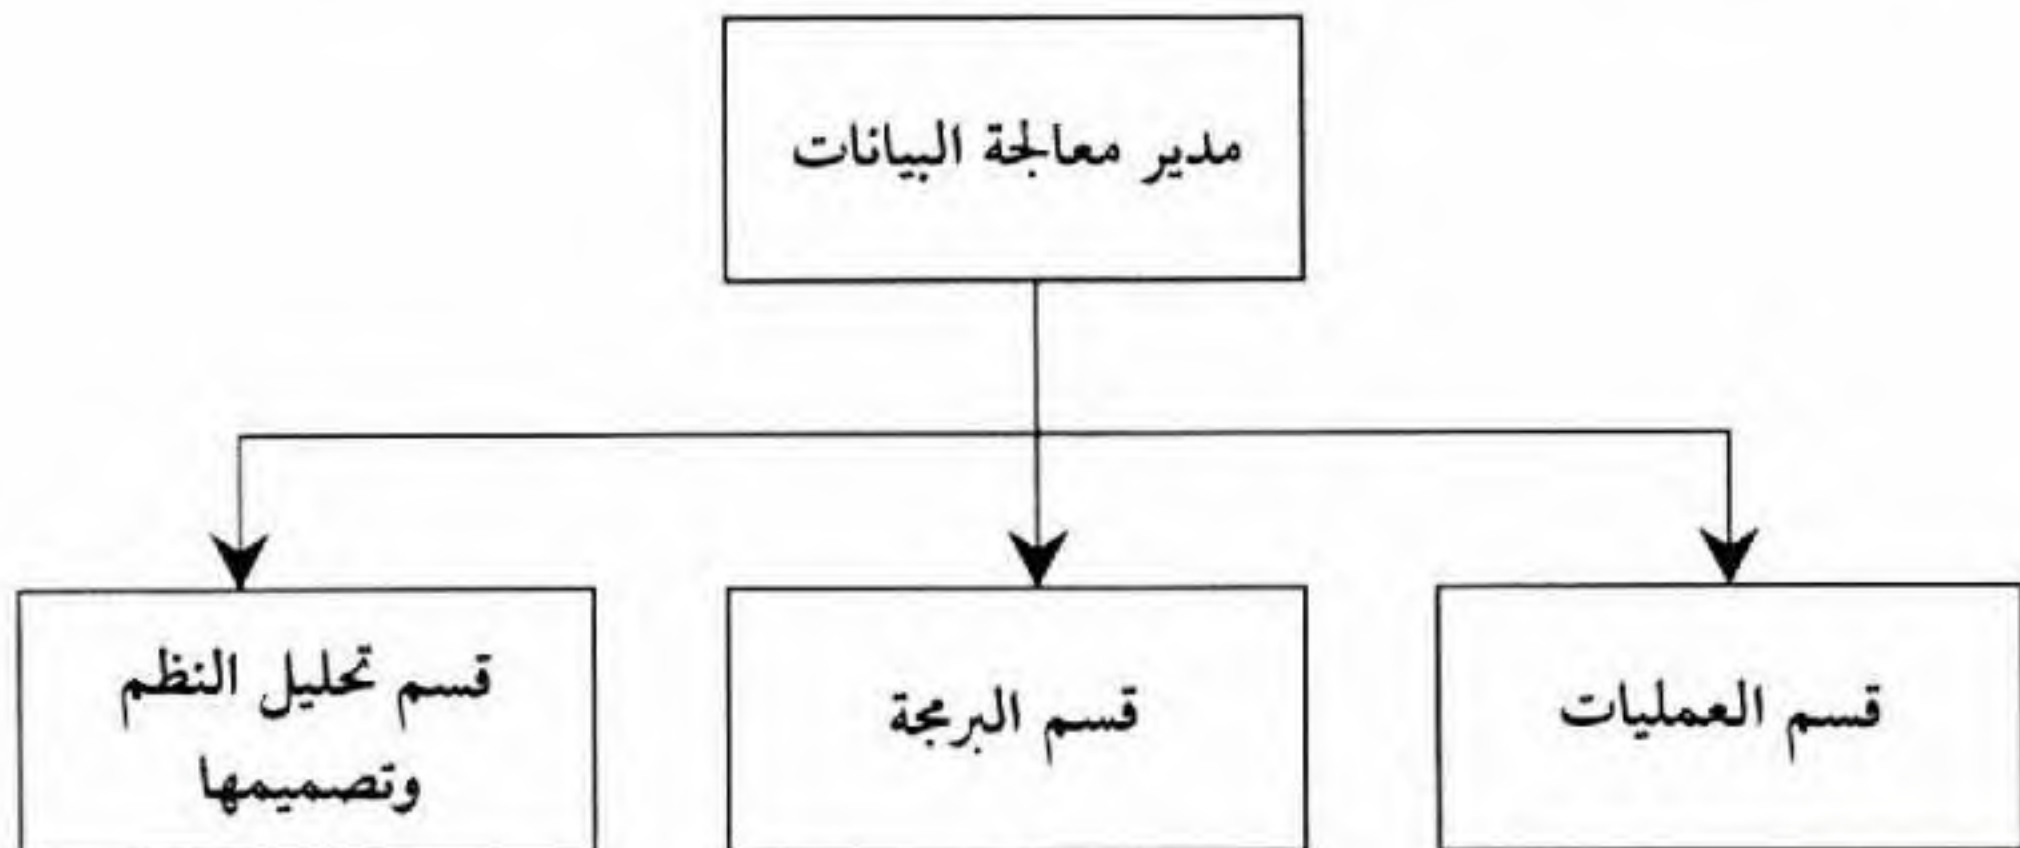 مدير معالجة البيانات
قسم العمليات
قسم البرمجة
قسم تحليل النظم
وتصميمها